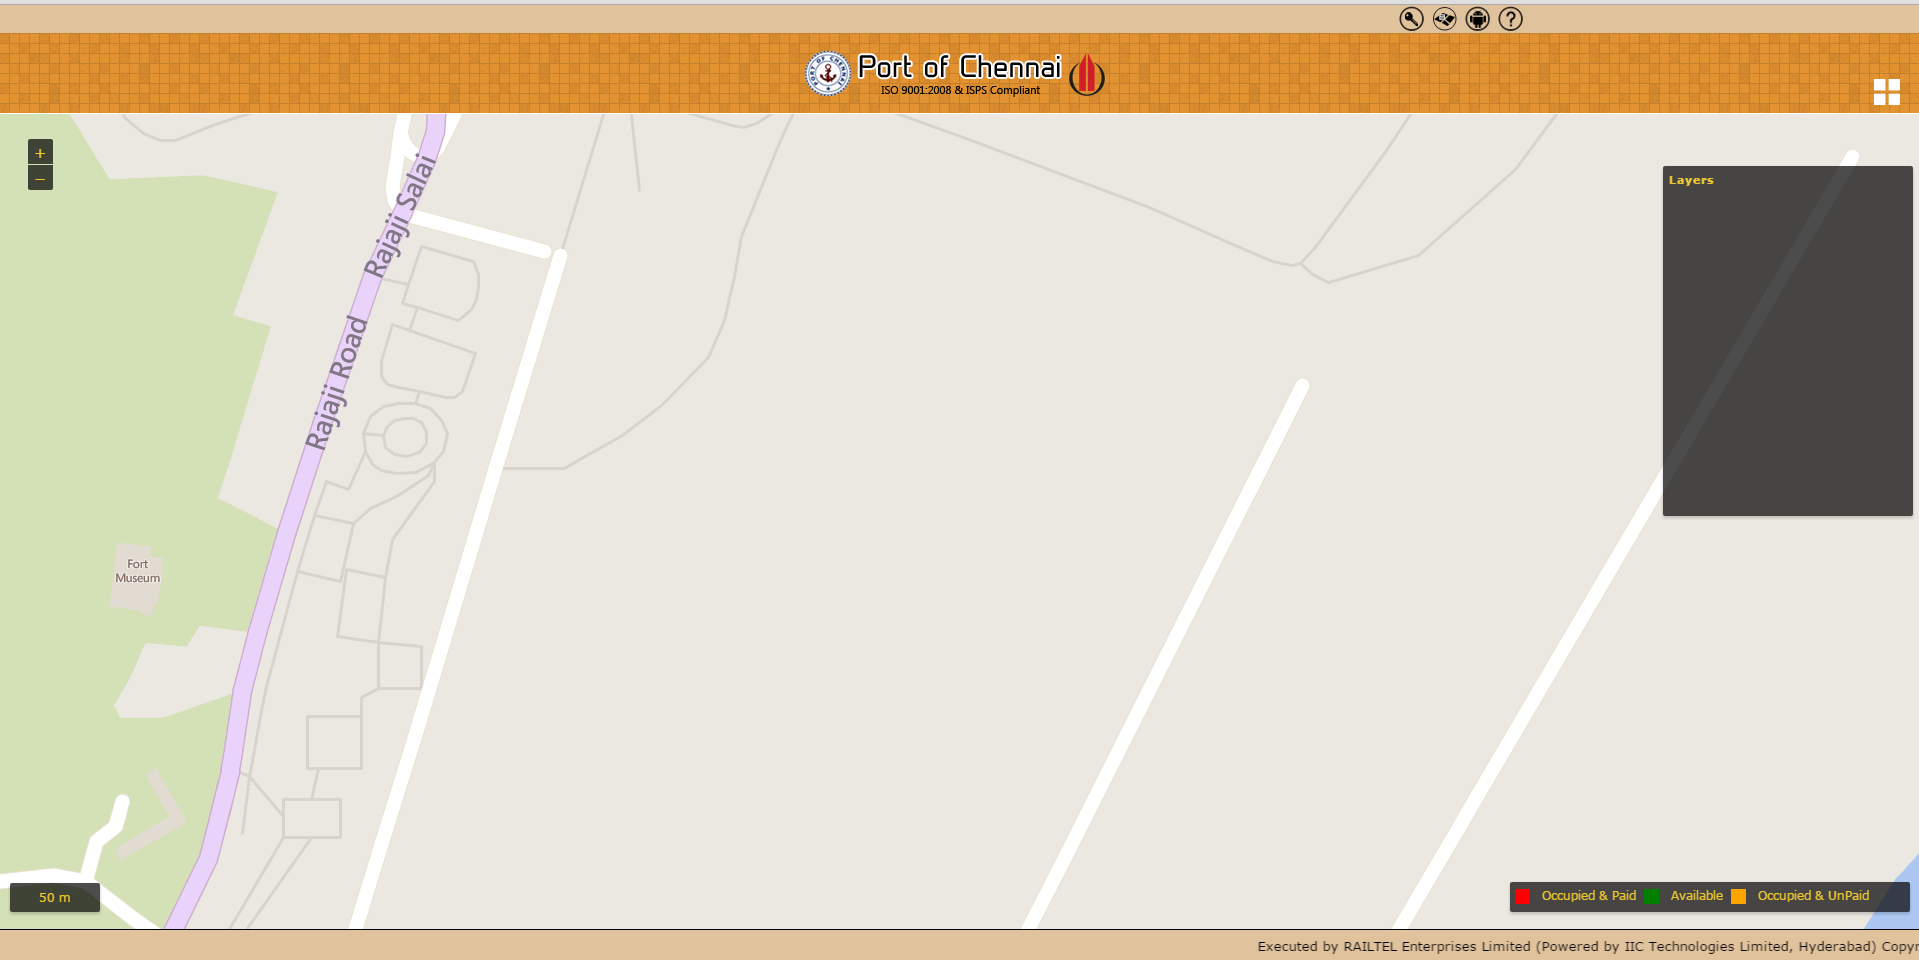 Port of Chennai
ISO 9001:2008 & ISPS Compliant
+
−
Layers
Rajaji Salai
Rajaji Road
Fort
Museum
50 m
Occupied & Paid
Available
Occupied & UnPaid
Executed by RAILTEL Enterprises Limited (Powered by IIC Technologies Limited, Hyderabad) Copyr